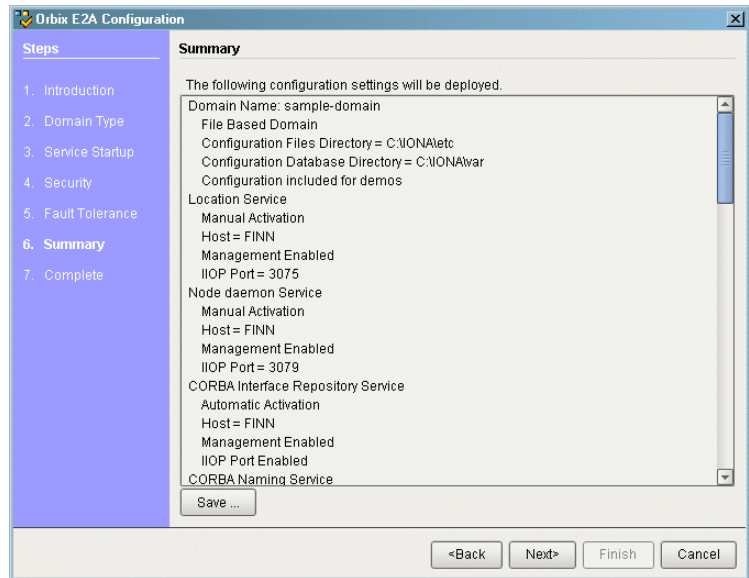 Orbix E2A Configuration
Steps
1. Introduction
2. Domain Type
3. Service Startup
4. Security
5. Fault Tolerance
6. Summary
7. Complete
Summary
The following configuration settings will be deployed.
Domain Name: sample-domain
File Based Domain
Configuration Files Directory = C:\IONA\etc
Configuration Database Directory = C:\IONA\var
Configuration included for demos
Location Service
Manual Activation
Host = FINN
Management Enabled
IIOP Port = 3075
Node daemon Service
Manual Activation
Host = FINN
Management Enabled
IIOP Port = 3079
CORBA Interface Repository Service
Automatic Activation
Host = FINN
Management Enabled
IIOP Port Enabled
CORBA Naming Service
Save ...
<Back Next> Finish Cancel